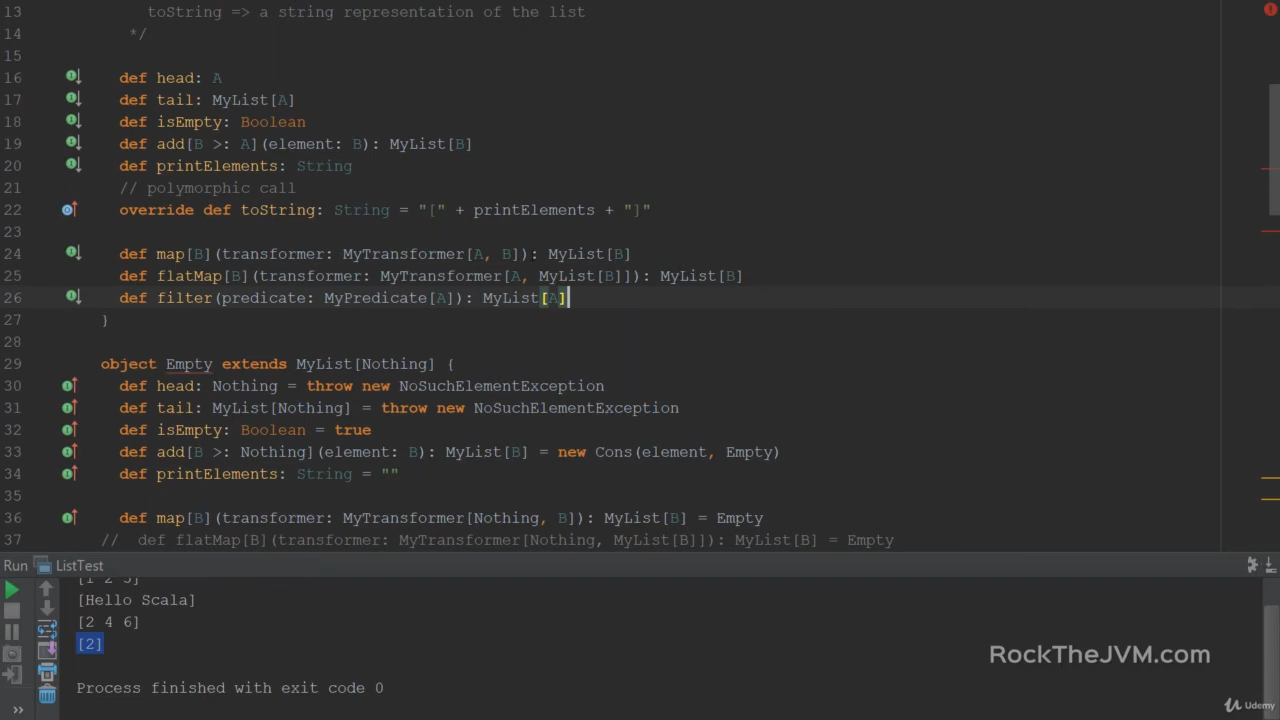 13 toString => a string representation of the list
14 */
15
16 def head: A
17 def tail: MyList[A]
18 def isEmpty: Boolean
19 def add[B >: A](element: B): MyList[B]
20 def printElements: String
21 // polymorphic call
22 override def toString: String = "[" + printElements + "]"
23
24 def map[B](transformer: MyTransformer[A, B]): MyList[B]
25 def flatMap[B](transformer: MyTransformer[A, MyList[B]]): MyList[B]
26 def filter(predicate: MyPredicate[A]): MyList[A]
27 }
28
29 object Empty extends MyList[Nothing] {
30 def head: Nothing = throw new NoSuchElementException
31 def tail: MyList[Nothing] = throw new NoSuchElementException
32 def isEmpty: Boolean = true
33 def add[B >: Nothing](element: B): MyList[B] = new Cons(element, Empty)
34 def printElements: String = ""
35
36 def map[B](transformer: MyTransformer[Nothing, B]): MyList[B] = Empty
37 // def flatMap[B](transformer: MyTransformer[Nothing, MyList[B]]): MyList[B] = Empty
Run ListTest
[1 2 3]
[Hello Scala]
[2 4 6]
[2]
Process finished with exit code 0
RockTheJVM.com
Udemy